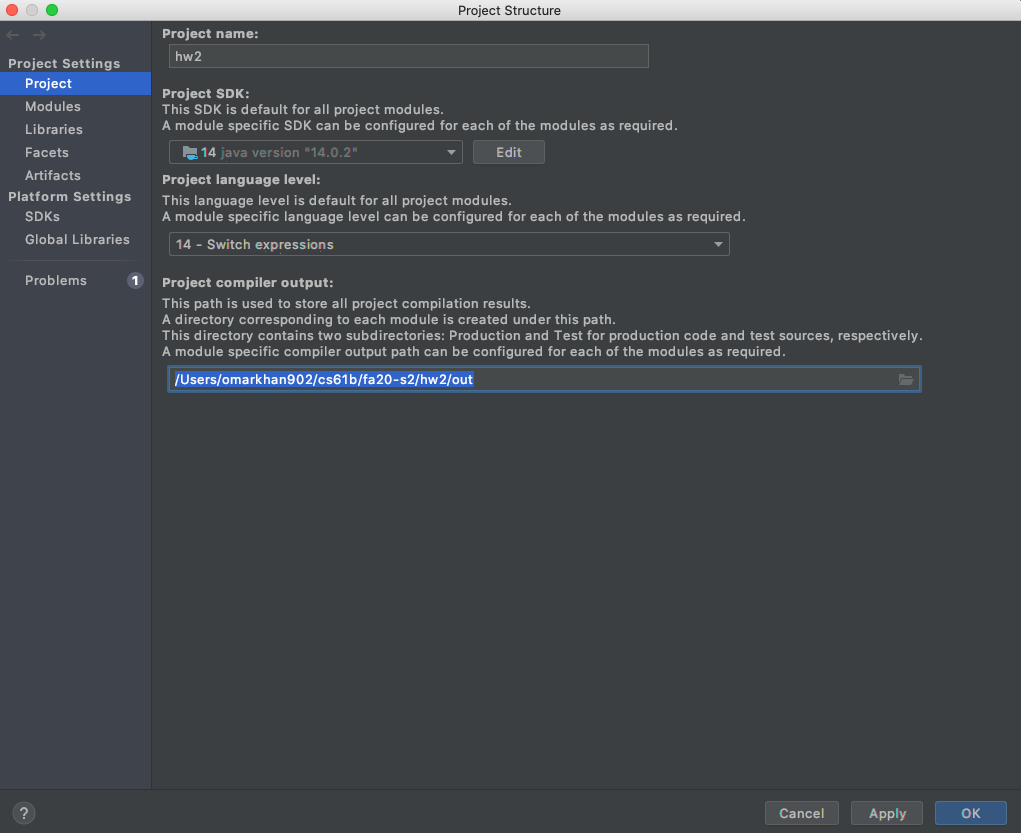 Project Structure
Project Settings
Project
Modules
Libraries
Facets
Artifacts
Platform Settings
SDKs
Global Libraries
Problems 1
Project name:
hw2
Project SDK:
This SDK is default for all project modules.
A module specific SDK can be configured for each of the modules as required.
14 java version "14.0.2"
Edit
Project language level:
This language level is default for all project modules.
A module specific language level can be configured for each of the modules as required.
14 - Switch expressions
Project compiler output:
This path is used to store all project compilation results.
A directory corresponding to each module is created under this path.
This directory contains two subdirectories: Production and Test for production code and test sources, respectively.
A module specific compiler output path can be configured for each of the modules as required.
/Users/omarkhan902/cs61b/fa20-s2/hw2/out
?
Cancel
Apply
OK